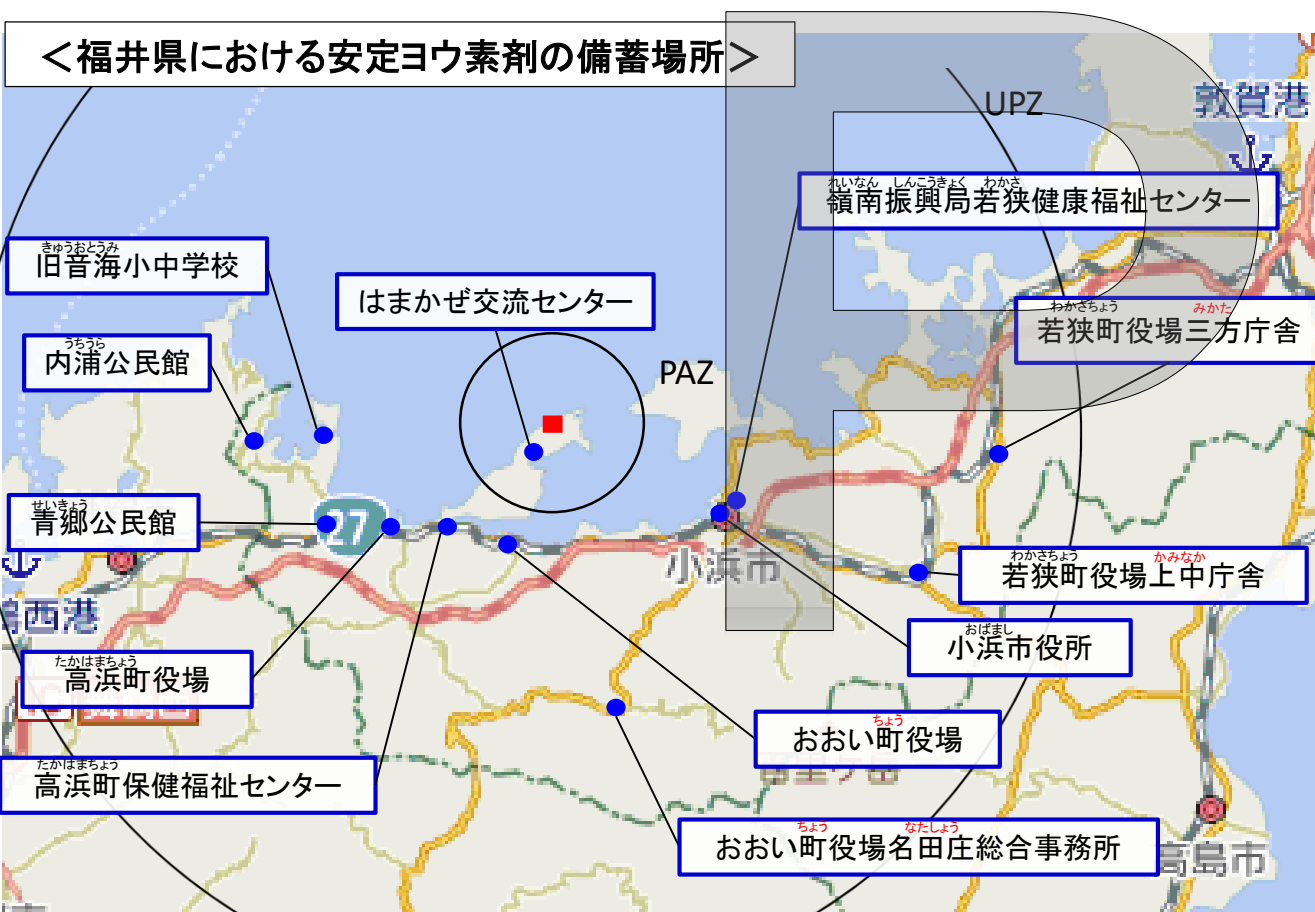 ＜福井県における安定ヨウ素剤の備蓄場所＞
UPZ
敦賀港
れいなん しんこうきょく わかさ
嶺南振興局若狭健康福祉センター
きゅうおとうみ
旧音海小中学校
はまかぜ交流センター
わかさちょう みかた
若狭町役場三方庁舎
うちうら
内浦公民館
PAZ
せいきょう
青郷公民館
27
小浜市
わかさちょう かみなか
若狭町役場上中庁舎
西港
おばまし
小浜市役所
たかはまちょう
高浜町役場
ちょう
おおい町役場
たかはまちょう
高浜町保健福祉センター
ちょう なたしょう
おおい町役場名田庄総合事務所
高島市